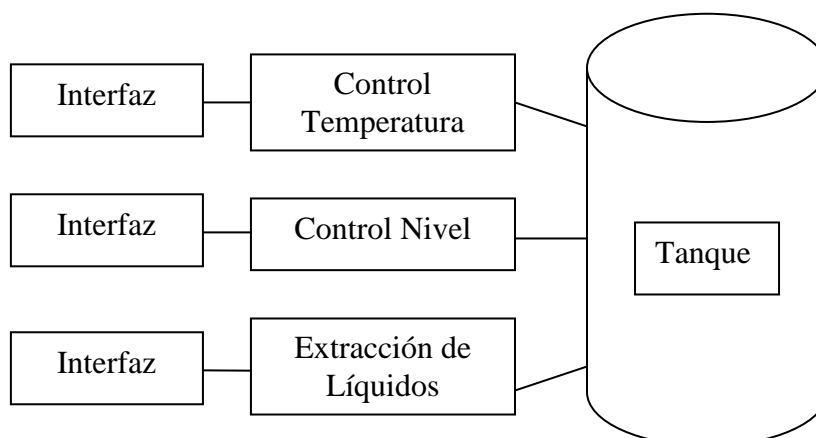 Interfaz
Control
Temperatura
Interfaz
Control Nivel
Tanque
Interfaz
Extracción de
Líquidos